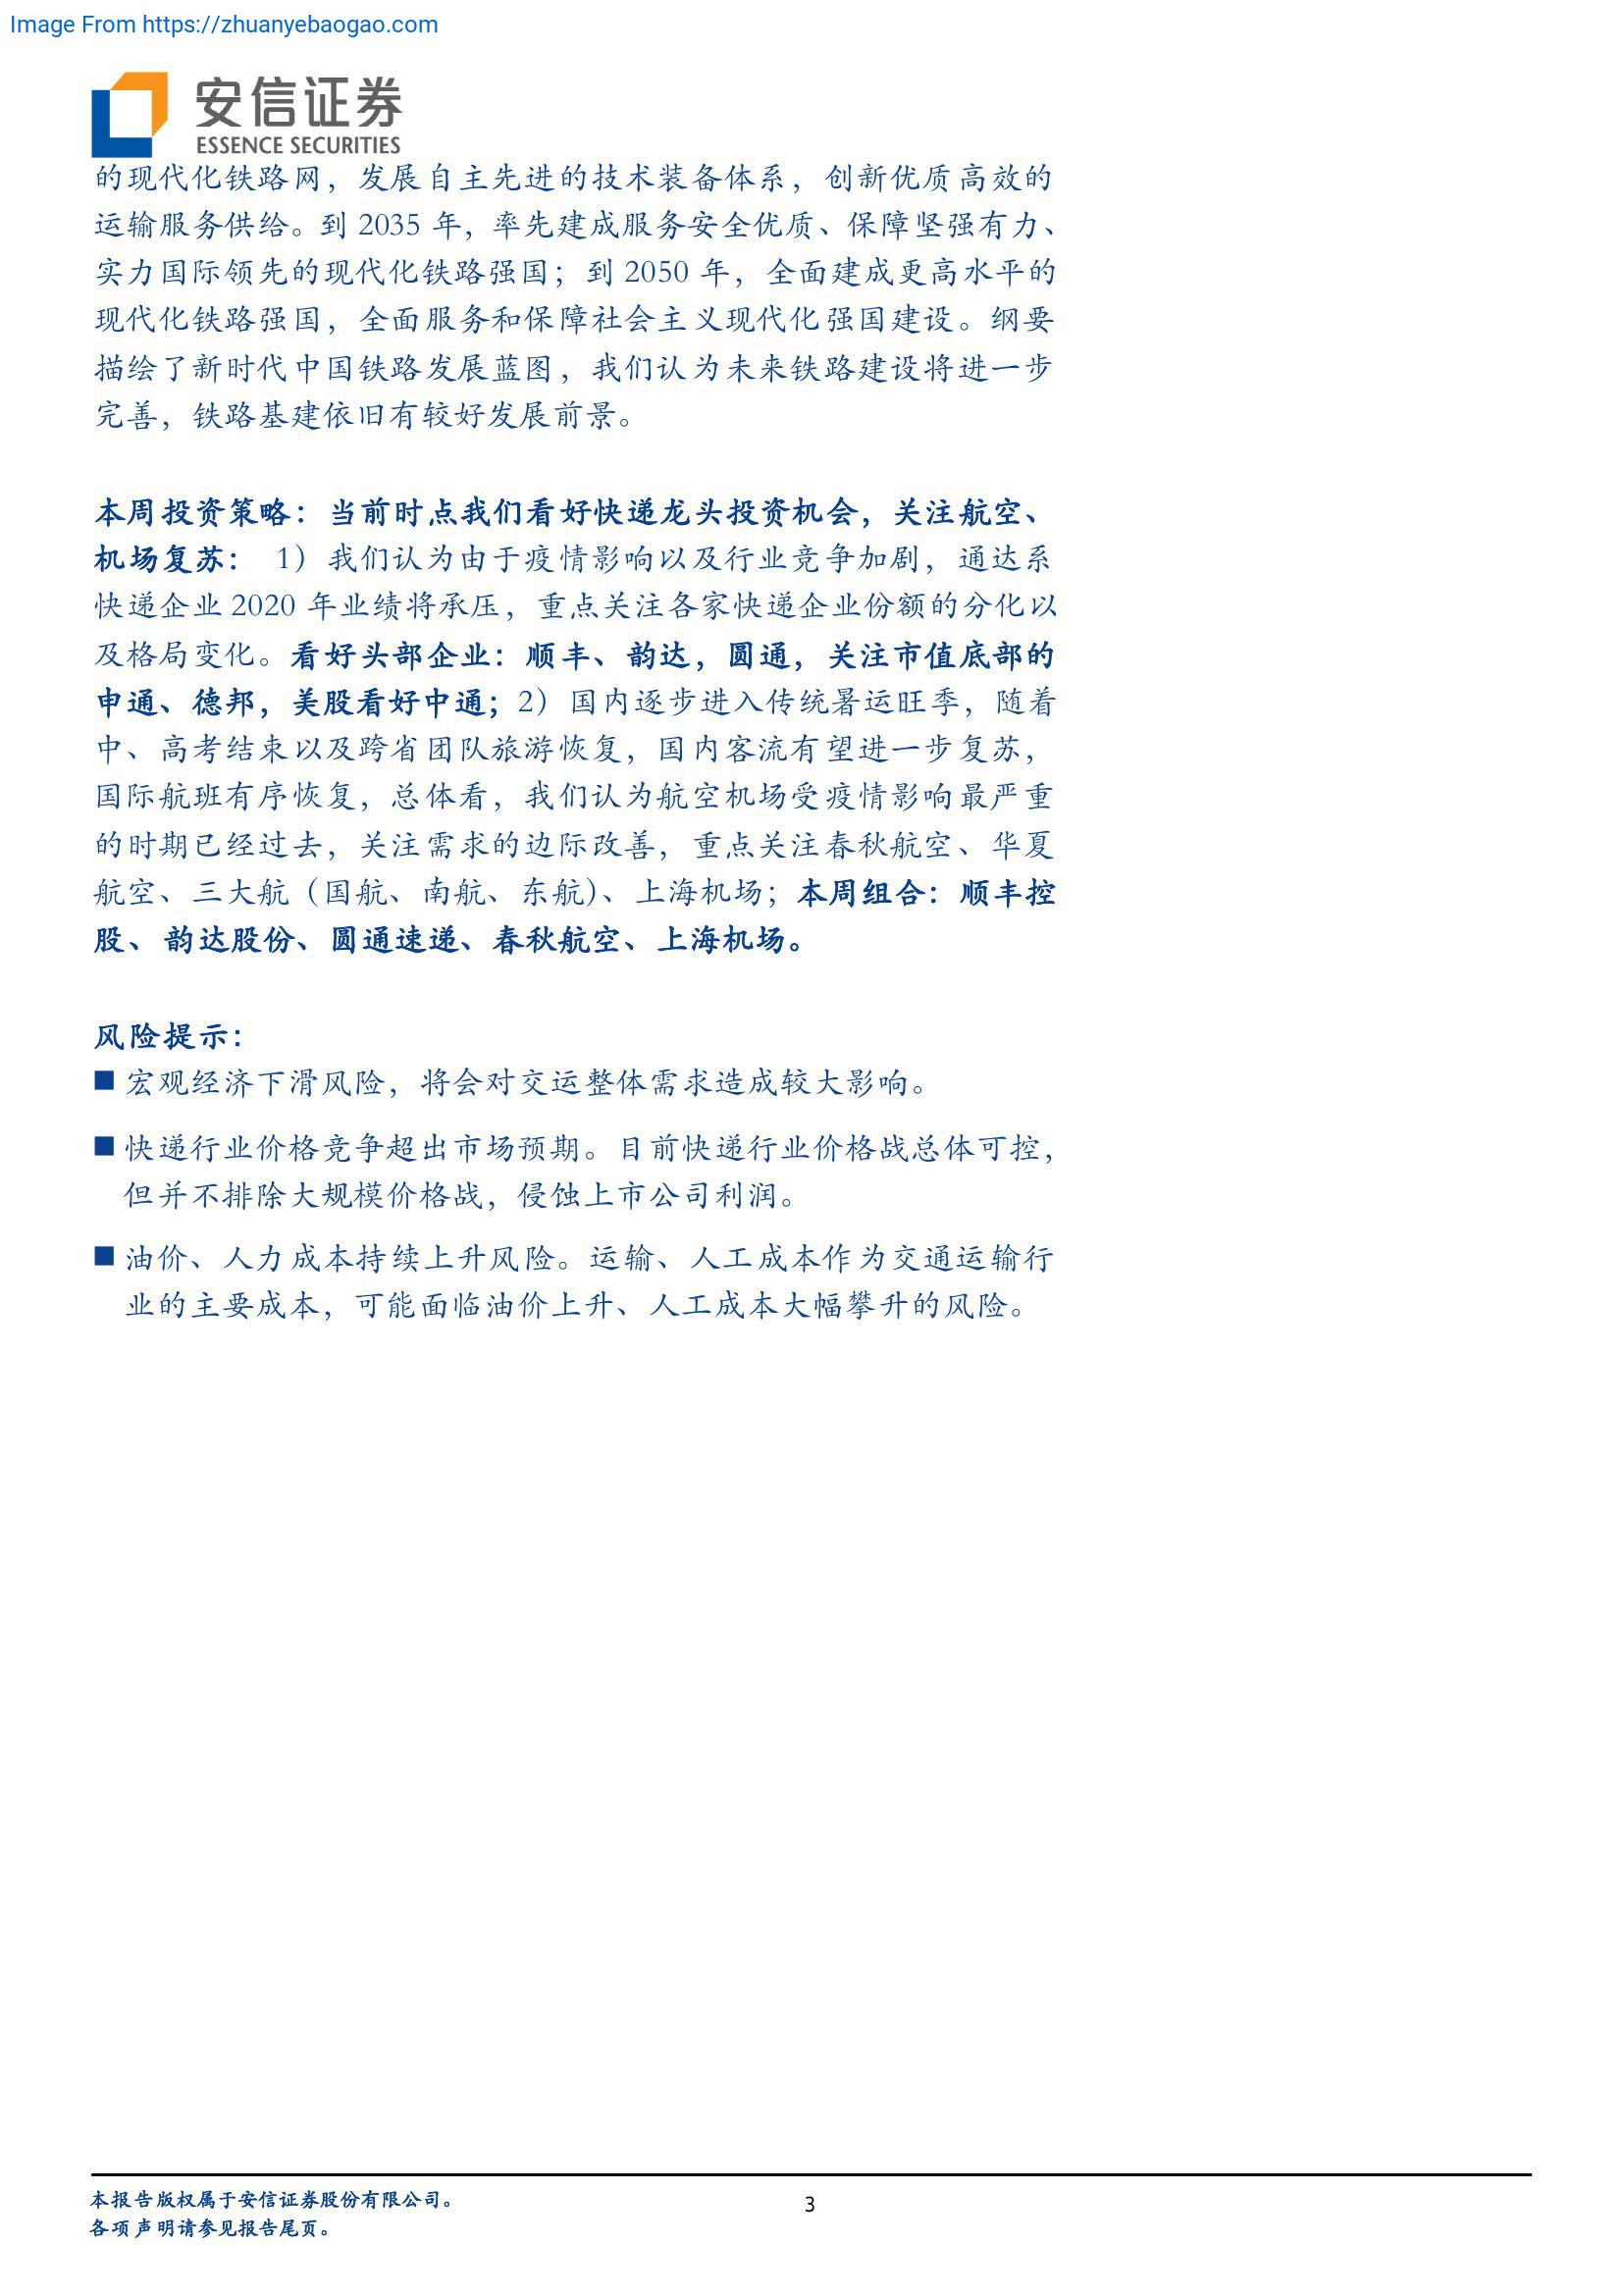 Image From https://zhuanyebaogao.com
安信证券
ESSENCE SECURITIES
的现代化铁路网，发展自主先进的技术装备体系，创新优质高效的
运输服务供给。到 2035 年，率先建成服务安全优质、保障坚强有力、
实力国际领先的现代化铁路强国；到 2050 年，全面建成更高水平的
现代化铁路强国，全面服务和保障社会主义现代化强国建设。纲要
描绘了新时代中国铁路发展蓝图，我们认为未来铁路建设将进一步
完善，铁路基建依旧有较好发展前景。
本周投资策略：当前时点我们看好快递龙头投资机会，关注航空、
机场复苏： 1）我们认为由于疫情影响以及行业竞争加剧，通达系
快递企业 2020 年业绩将承压，重点关注各家快递企业份额的分化以
及格局变化。看好头部企业：顺丰、韵达，圆通，关注市值底部的
申通、德邦，美股看好中通；2）国内逐步进入传统暑运旺季，随着
中、高考结束以及跨省团队旅游恢复，国内客流有望进一步复苏，
国际航班有序恢复，总体看，我们认为航空机场受疫情影响最严重
的时期已经过去，关注需求的边际改善，重点关注春秋航空、华夏
航空、三大航（国航、南航、东航）、上海机场；本周组合：顺丰控
股、韵达股份、圆通速递、春秋航空、上海机场。
风险提示：
■ 宏观经济下滑风险，将会对交运整体需求造成较大影响。
■ 快递行业价格竞争超出市场预期。目前快递行业价格战总体可控，
但并不排除大规模价格战，侵蚀上市公司利润。
■ 油价、人力成本持续上升风险。运输、人工成本作为交通运输行
业的主要成本，可能面临油价上升、人工成本大幅攀升的风险。
本报告版权属于安信证券股份有限公司。
3
各项声明请参见报告尾页。